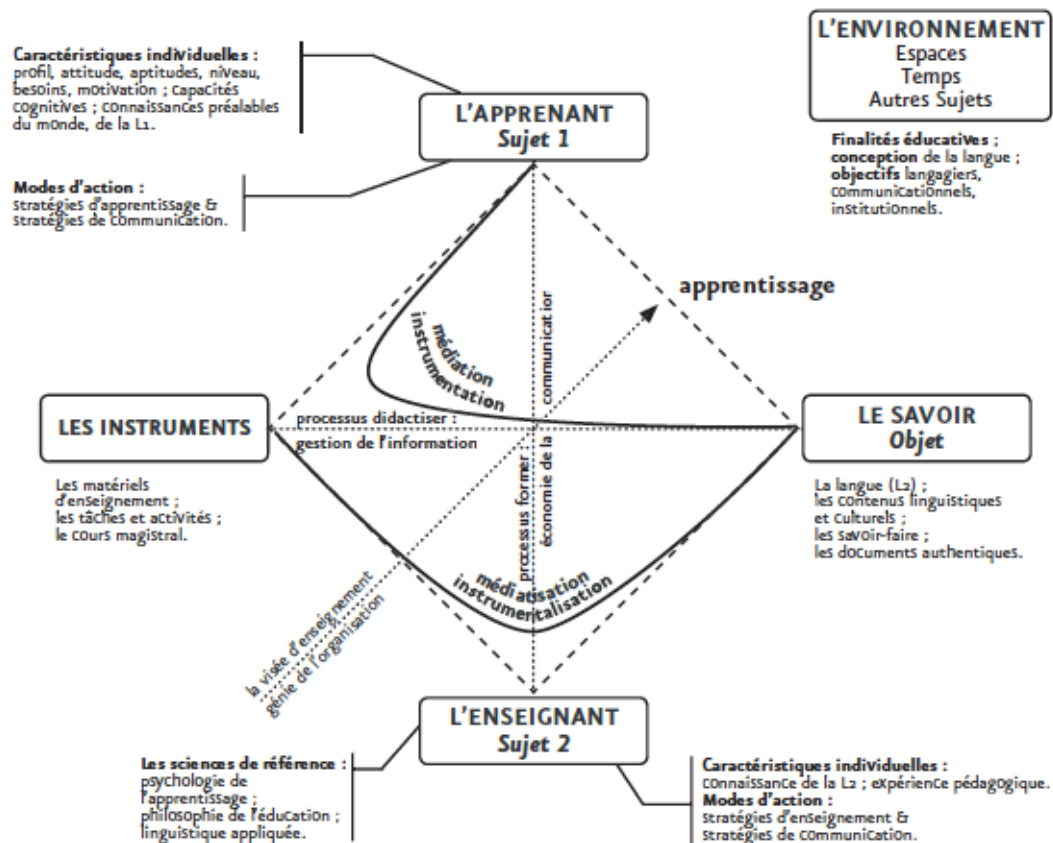 L'ENVIRONNEMENT
Espaces
Temps
Autres Sujets
Finalités éducatives ;
conception de la langue ;
objectifs langagiers,
communicationnels,
institutionnels.
Caractéristiques individuelles :
profil, attitude, aptitudes, niveau,
besoins, motivation ; capacités
cognitives ; connaissances préalables
du monde, de la L1.
Modes d'action :
stratégies d'apprentissage &
stratégies de communication.
L'APPRENANT
Sujet 1
apprentissage
médiation
instrumentation
communication
économie de la
processus former :
LES INSTRUMENTS
Les matériels
d'enseignement ;
les tâches et activités ;
le cours magistral.
processus didactiser :
gestion de l'information
LE SAVOIR
Objet
La langue (L2) ;
les contenus linguistiques
et culturels ;
les savoir-faire ;
les documents authentiques.
médiatisation
instrumentalisation
la visée d'enseignement
génie de l'organisation
L'ENSEIGNANT
Sujet 2
Les sciences de référence :
psychologie de
l'apprentissage ;
philosophie de l'éducation ;
linguistique appliquée.
Caractéristiques individuelles :
connaissance de la L2 ; expérience pédagogique.
Modes d'action :
stratégies d'enseignement &
stratégies de communication.